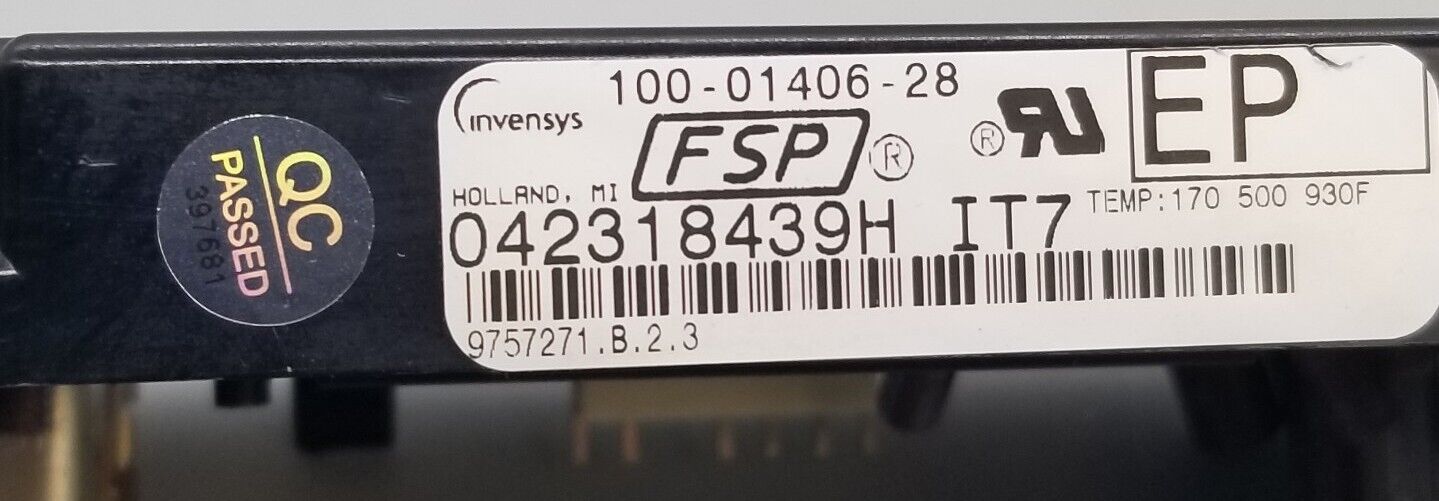 100-01406-28
invensys
FSP ®
® RU
EP
HOLLAND, MI
042318439H IT7
TEMP:170 500 930F
9757271.B.2.3
QC
PASSED
397681